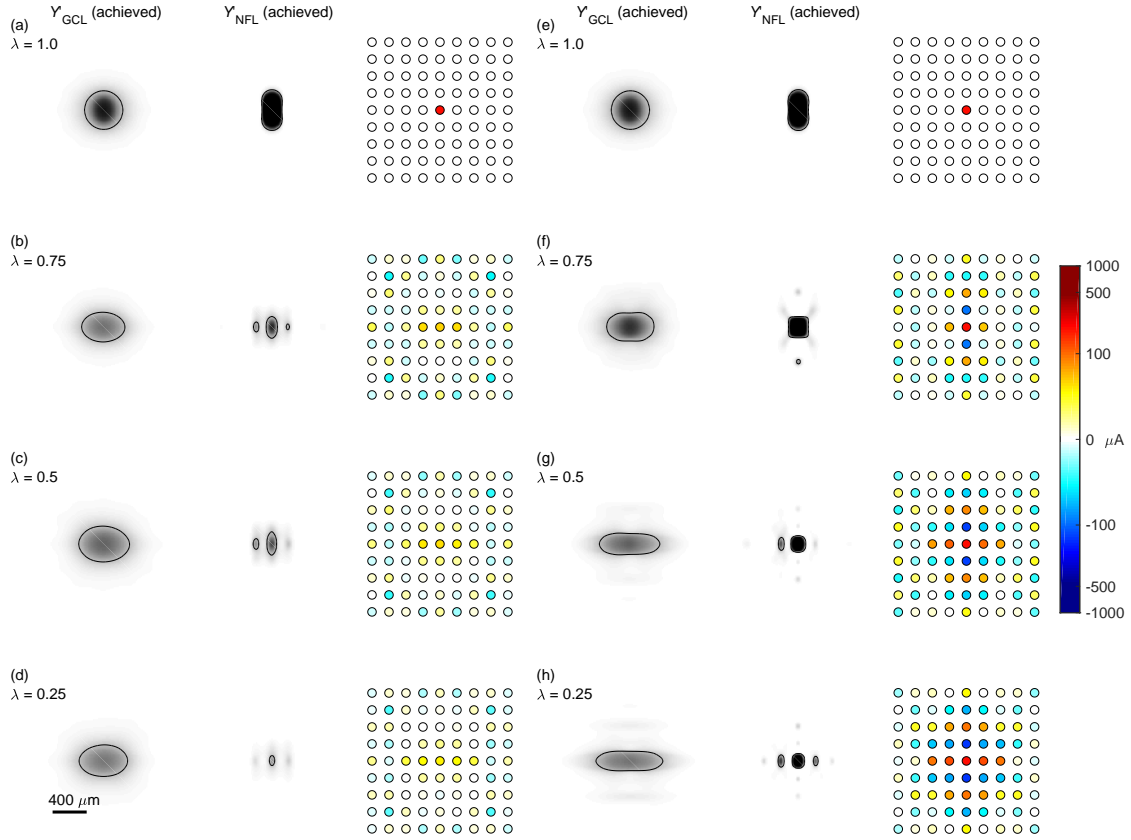 (a) Y'GCL (achieved) Y'NFL (achieved) (e) Y'GCL (achieved) Y'NFL (achieved)
λ = 1.0 λ = 1.0
(b) (f)
λ = 0.75 λ = 0.75
1000
500
100
0 μA
-100
-500
-1000
(c) (g)
λ = 0.5 λ = 0.5
(d) (h)
λ = 0.25 λ = 0.25
400 μm